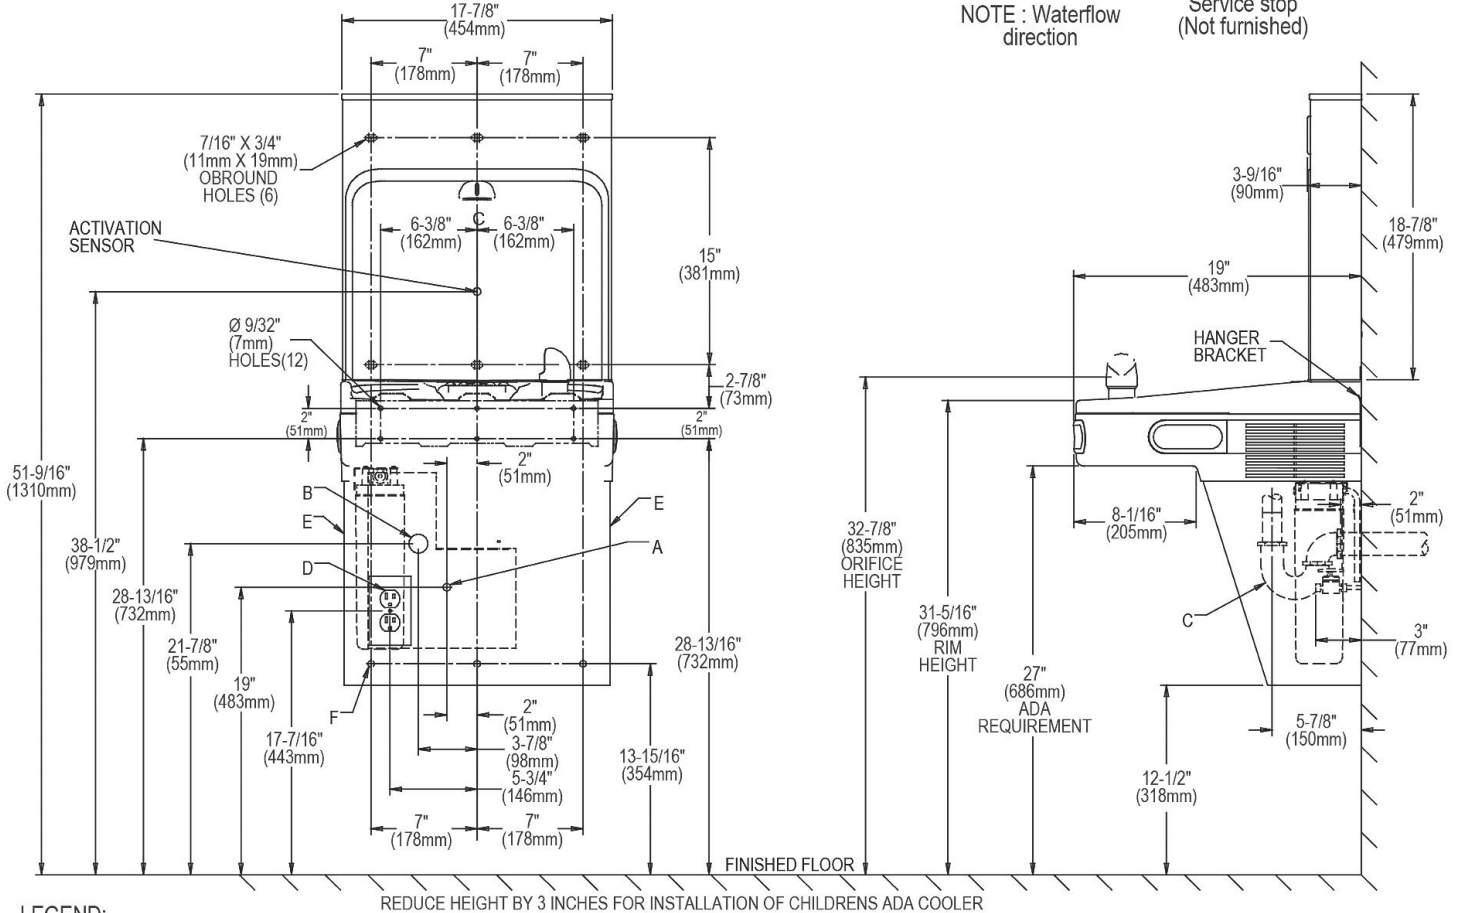 17-7/8"
(454mm)
7"
(178mm)
7"
(178mm)
7/16" X 3/4"
(11mm X 19mm)
OBROUND
HOLES (6)
ACTIVATION
SENSOR
C
6-3/8"
(162mm)
6-3/8"
(162mm)
15"
(381mm)
Ø 9/32"
(7mm)
HOLES(12)
2-7/8"
(73mm)
2"
(51mm)
2"
(51mm)
2"
(51mm)
51-9/16"
(1310mm)
38-1/2"
(979mm)
28-13/16"
(732mm)
21-7/8"
(55mm)
19"
(483mm)
17-7/16"
(443mm)
B
E
D
F
E
A
28-13/16"
(732mm)
2"
(51mm)
3-7/8"
(98mm)
5-3/4"
(146mm)
13-15/16"
(354mm)
7"
(178mm)
7"
(178mm)
NOTE : Waterflow
direction
Service stop
(Not furnished)
3-9/16"
(90mm)
18-7/8"
(479mm)
19"
(483mm)
HANGER
BRACKET
8-1/16"
(205mm)
2"
(51mm)
32-7/8"
(835mm)
ORIFICE
HEIGHT
31-5/16"
(796mm)
RIM
HEIGHT
27"
(686mm)
ADA
REQUIREMENT
C
3"
(77mm)
5-7/8"
(150mm)
12-1/2"
(318mm)
FINISHED FLOOR
REDUCE HEIGHT BY 3 INCHES FOR INSTALLATION OF CHILDRENS ADA COOLER
LEGEND: